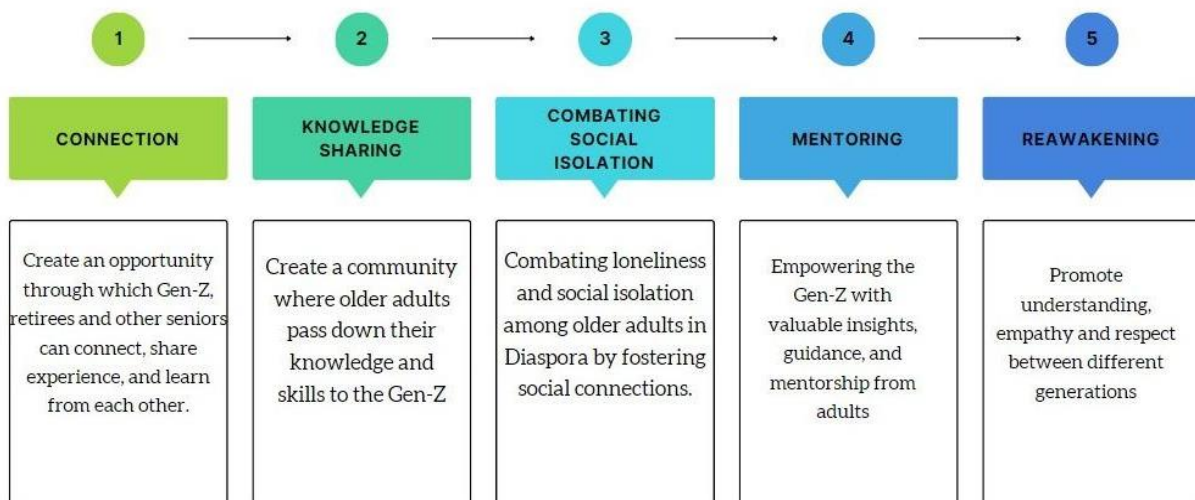 1
2
3
4
5
CONNECTION
KNOWLEDGE
SHARING
COMBATING
SOCIAL
ISOLATION
MENTORING
REAWAKENING
Create an opportunity
through which Gen-Z,
retirees and other seniors
can connect, share
experience, and learn
from each other.
Create a community
where older adults
pass down their
knowledge and
skills to the Gen-Z
Combating loneliness
and social isolation
among older adults in
Diaspora by fostering
social connections.
Empowering the
Gen-Z with
valuable insights,
guidance, and
mentorship from
adults
Promote
understanding,
empathy and respect
between different
generations